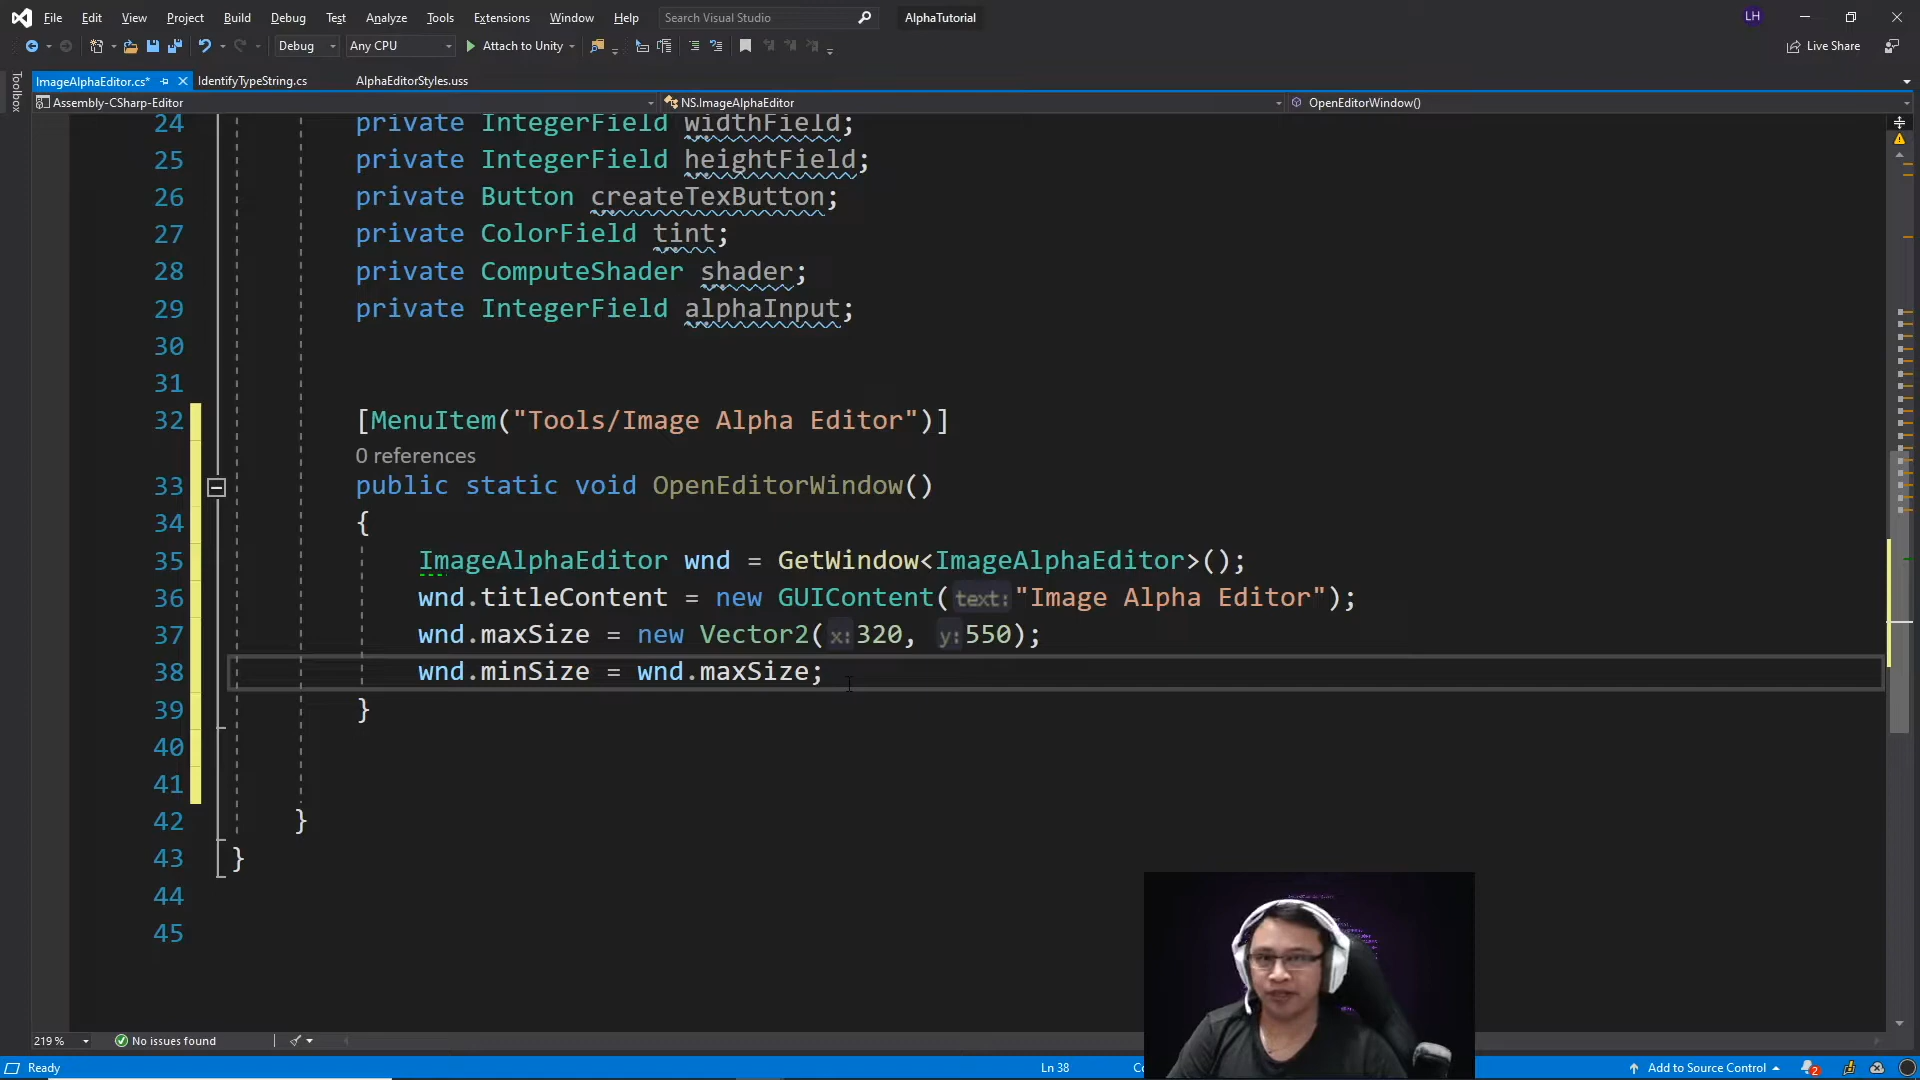 File Edit View Project Build Debug Test Analyze Tools Extensions Window Help Search Visual Studio AlphaTutorial LH
Debug Any CPU Attach to Unity Live Share
Toolbox
ImageAlphaEditor.cs* IdentifyTypeString.cs AlphaEditorStyles.uss
Assembly-CSharp-Editor NS.ImageAlphaEditor OpenEditorWindow()
24 private IntegerField widthField;
25 private IntegerField heightField;
26 private Button createTexButton;
27 private ColorField tint;
28 private ComputeShader shader;
29 private IntegerField alphaInput;
30
31
32 [MenuItem("Tools/Image Alpha Editor")]
0 references
33 public static void OpenEditorWindow()
34 {
35 ImageAlphaEditor wnd = GetWindow<ImageAlphaEditor>();
36 wnd.titleContent = new GUIContent(text:"Image Alpha Editor");
37 wnd.maxSize = new Vector2(x:320, y:550);
38 wnd.minSize = wnd.maxSize;
39 }
40
41
42 }
43 }
44
45
219 % No issues found
Ready Ln 38 Add to Source Control 2